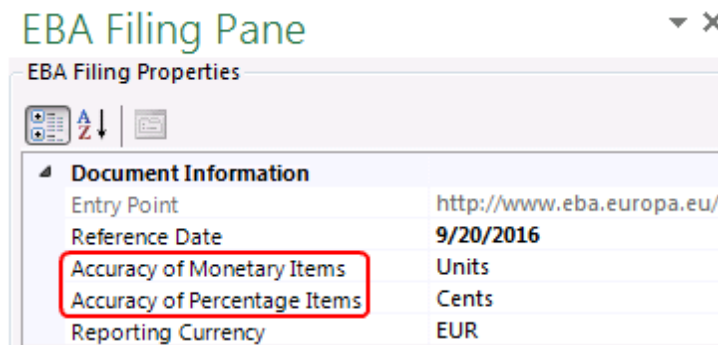 EBA Filing Pane
EBA Filing Properties
Document Information
Entry Point http://www.eba.europa.eu/
Reference Date 9/20/2016
Accuracy of Monetary Items Units
Accuracy of Percentage Items Cents
Reporting Currency EUR